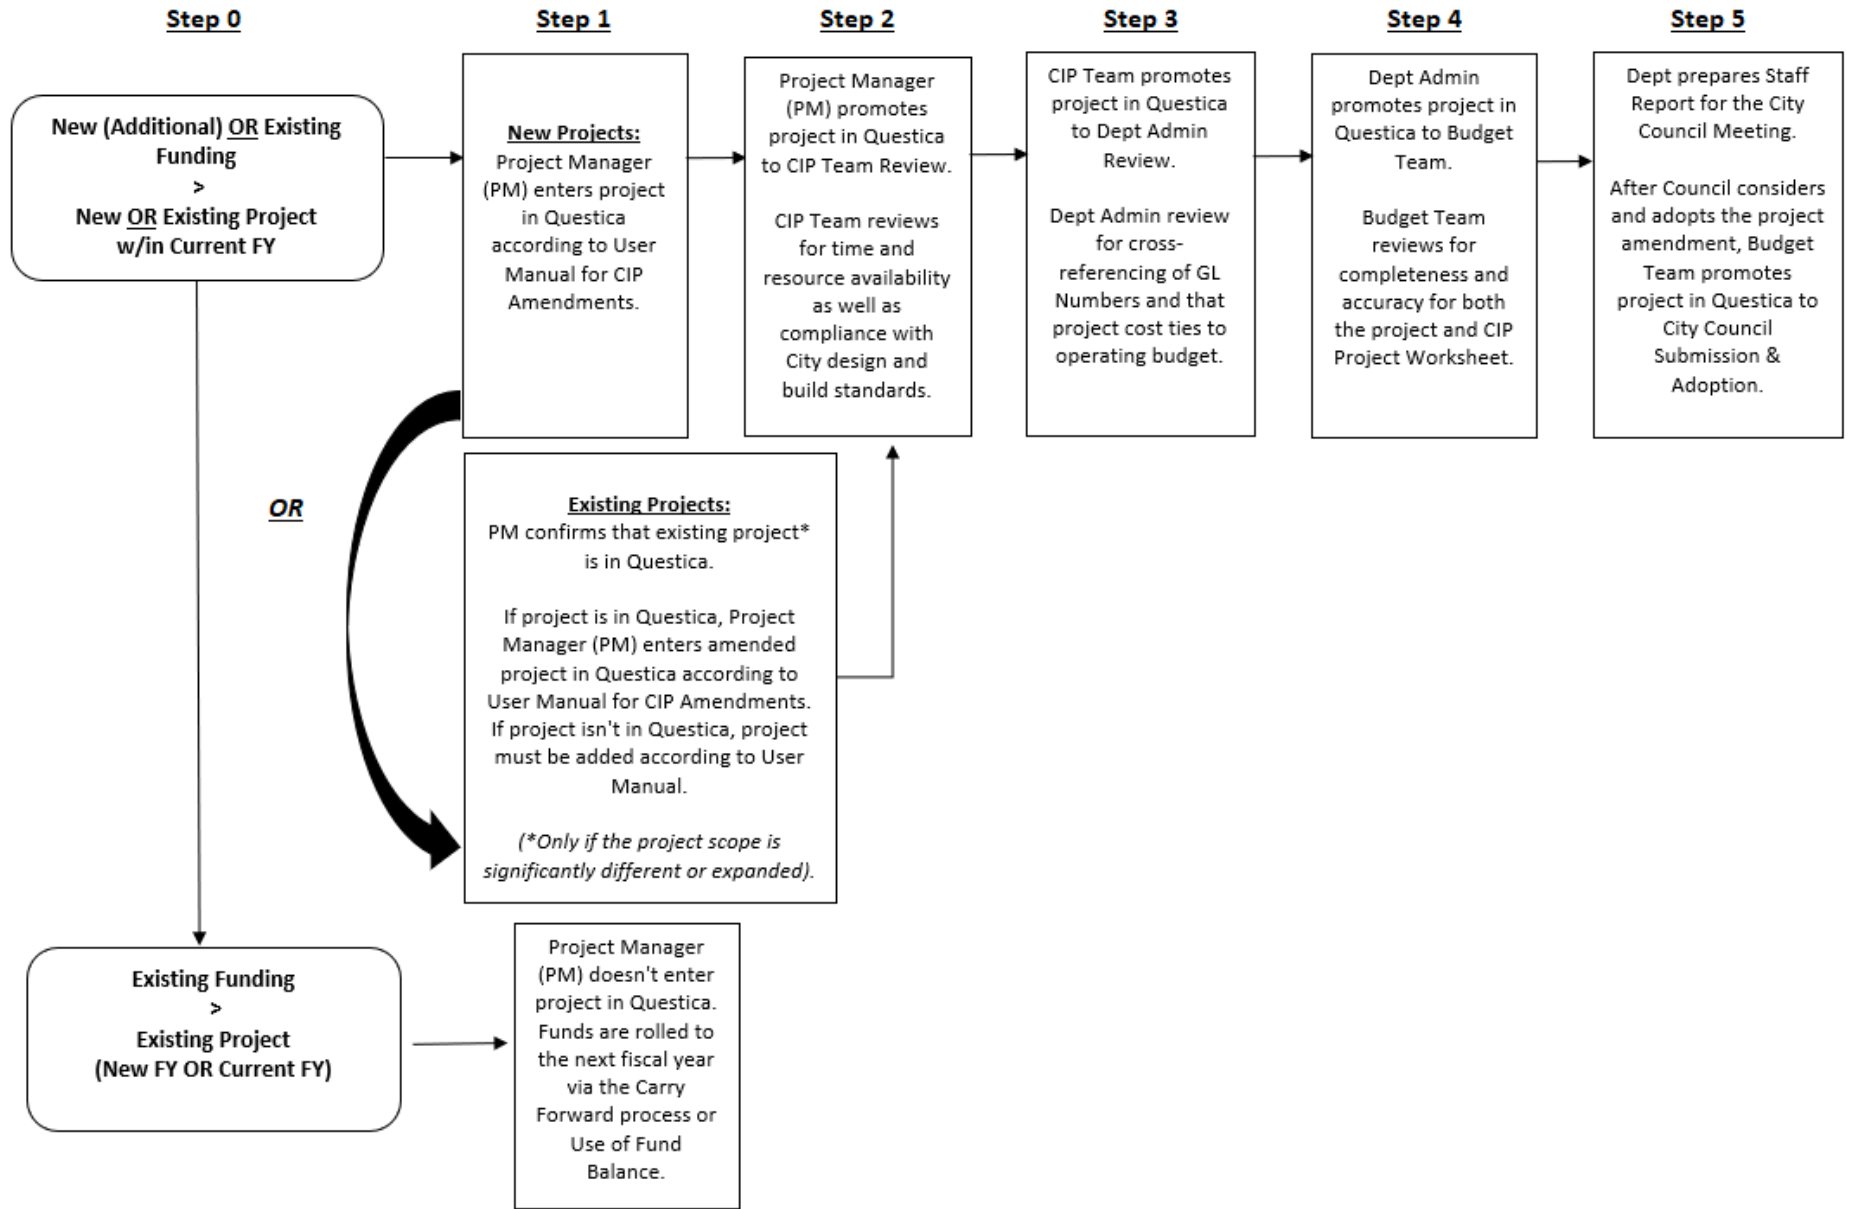 Step 0
Step 1
Step 2
Step 3
Step 4
Step 5
New (Additional) OR Existing
Funding
>
New OR Existing Project
w/in Current FY
New Projects:
Project Manager
(PM) enters project
in Questica
according to User
Manual for CIP
Amendments.
Project Manager
(PM) promotes
project in Questica
to CIP Team Review.
CIP Team reviews
for time and
resource availability
as well as
compliance with
City design and
build standards.
CIP Team promotes
project in Questica
to Dept Admin
Review.
Dept Admin review
for cross-
referencing of GL
Numbers and that
project cost ties to
operating budget.
Dept Admin
promotes project in
Questica to Budget
Team.
Budget Team
reviews for
completeness and
accuracy for both
the project and CIP
Project Worksheet.
Dept prepares Staff
Report for the City
Council Meeting.
After Council considers
and adopts the project
amendment, Budget
Team promotes
project in Questica to
City Council
Submission &
Adoption.
OR
Existing Projects:
PM confirms that existing project*
is in Questica.
If project is in Questica, Project
Manager (PM) enters amended
project in Questica according to
User Manual for CIP Amendments.
If project isn't in Questica, project
must be added according to User
Manual.
(*Only if the project scope is
significantly different or expanded).
Existing Funding
>
Existing Project
(New FY OR Current FY)
Project Manager
(PM) doesn't enter
project in Questica.
Funds are rolled to
the next fiscal year
via the Carry
Forward process or
Use of Fund
Balance.